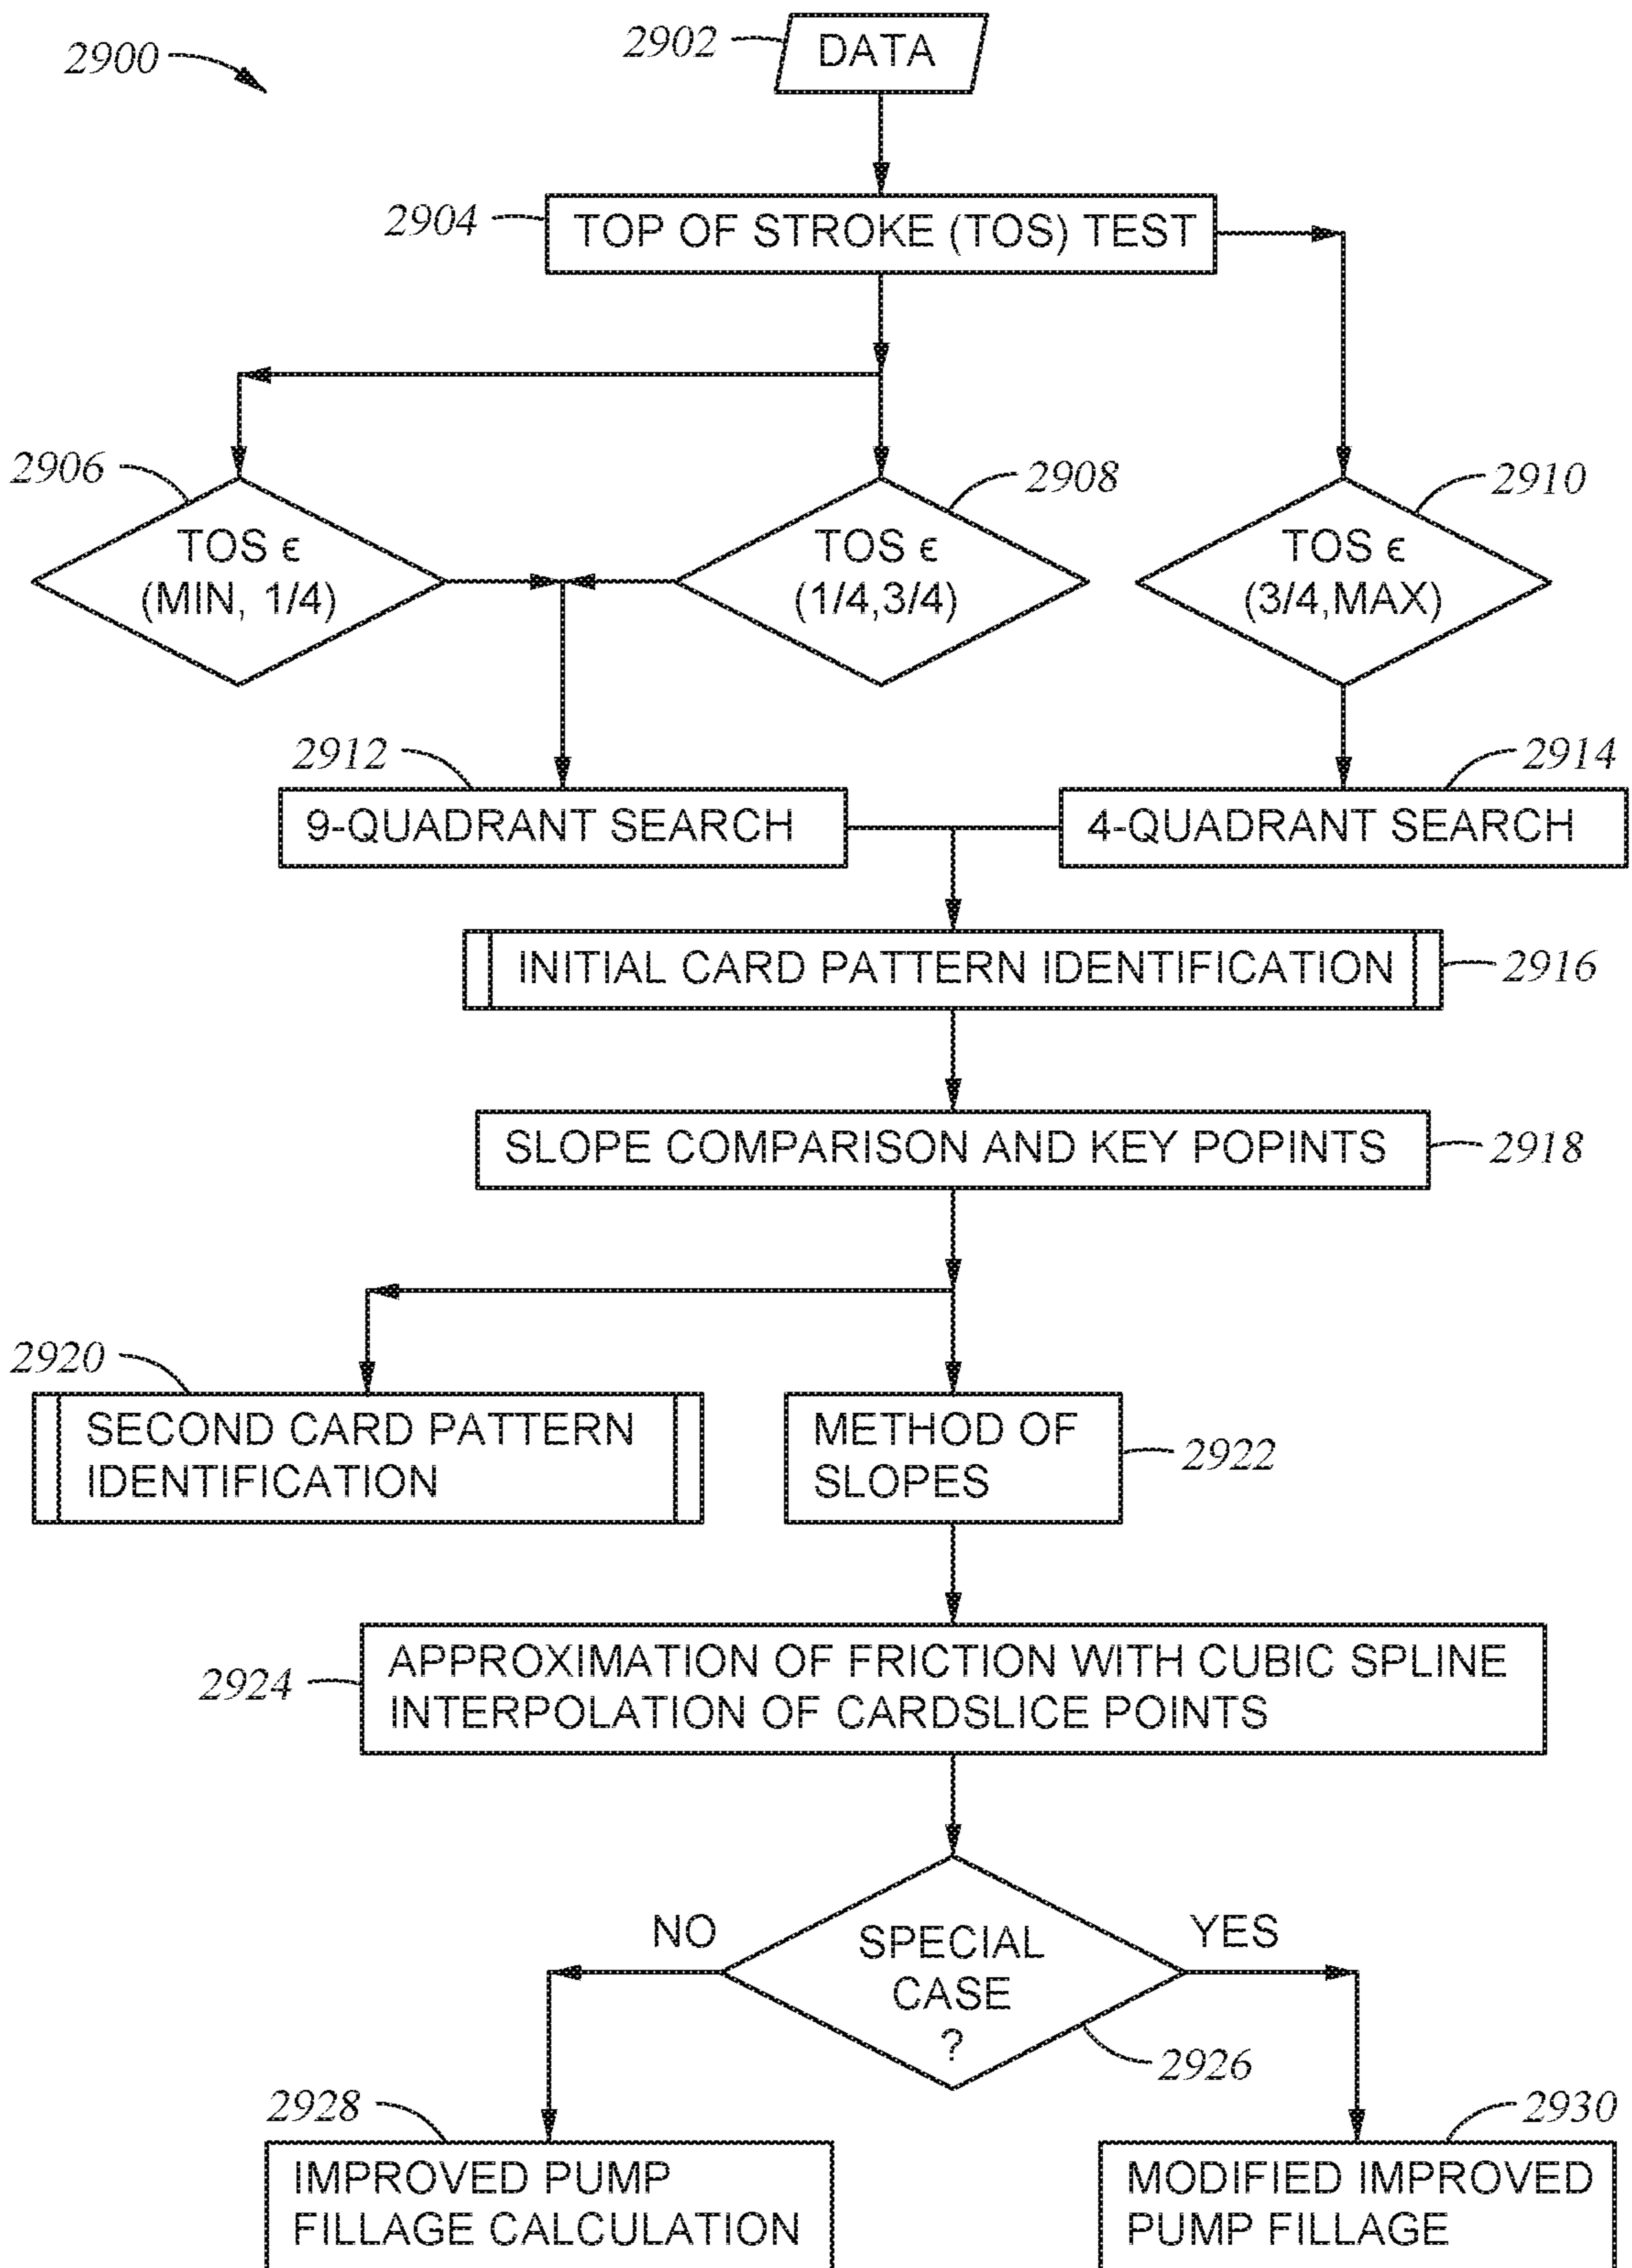 2900
2902
DATA
2904
TOP OF STROKE (TOS) TEST
2906
2908
2910
TOS ϵ
(MIN, 1/4)
TOS ϵ
(1/4,3/4)
TOS ϵ
(3/4,MAX)
2912
2914
9-QUADRANT SEARCH
4-QUADRANT SEARCH
INITIAL CARD PATTERN IDENTIFICATION
2916
SLOPE COMPARISON AND KEY POPINTS
2918
2920
SECOND CARD PATTERN
IDENTIFICATION
METHOD OF
SLOPES
2922
2924
APPROXIMATION OF FRICTION WITH CUBIC SPLINE
INTERPOLATION OF CARDSLICE POINTS
NO
SPECIAL
CASE
?
YES
2926
2928
2930
IMPROVED PUMP
FILLAGE CALCULATION
MODIFIED IMPROVED
PUMP FILLAGE